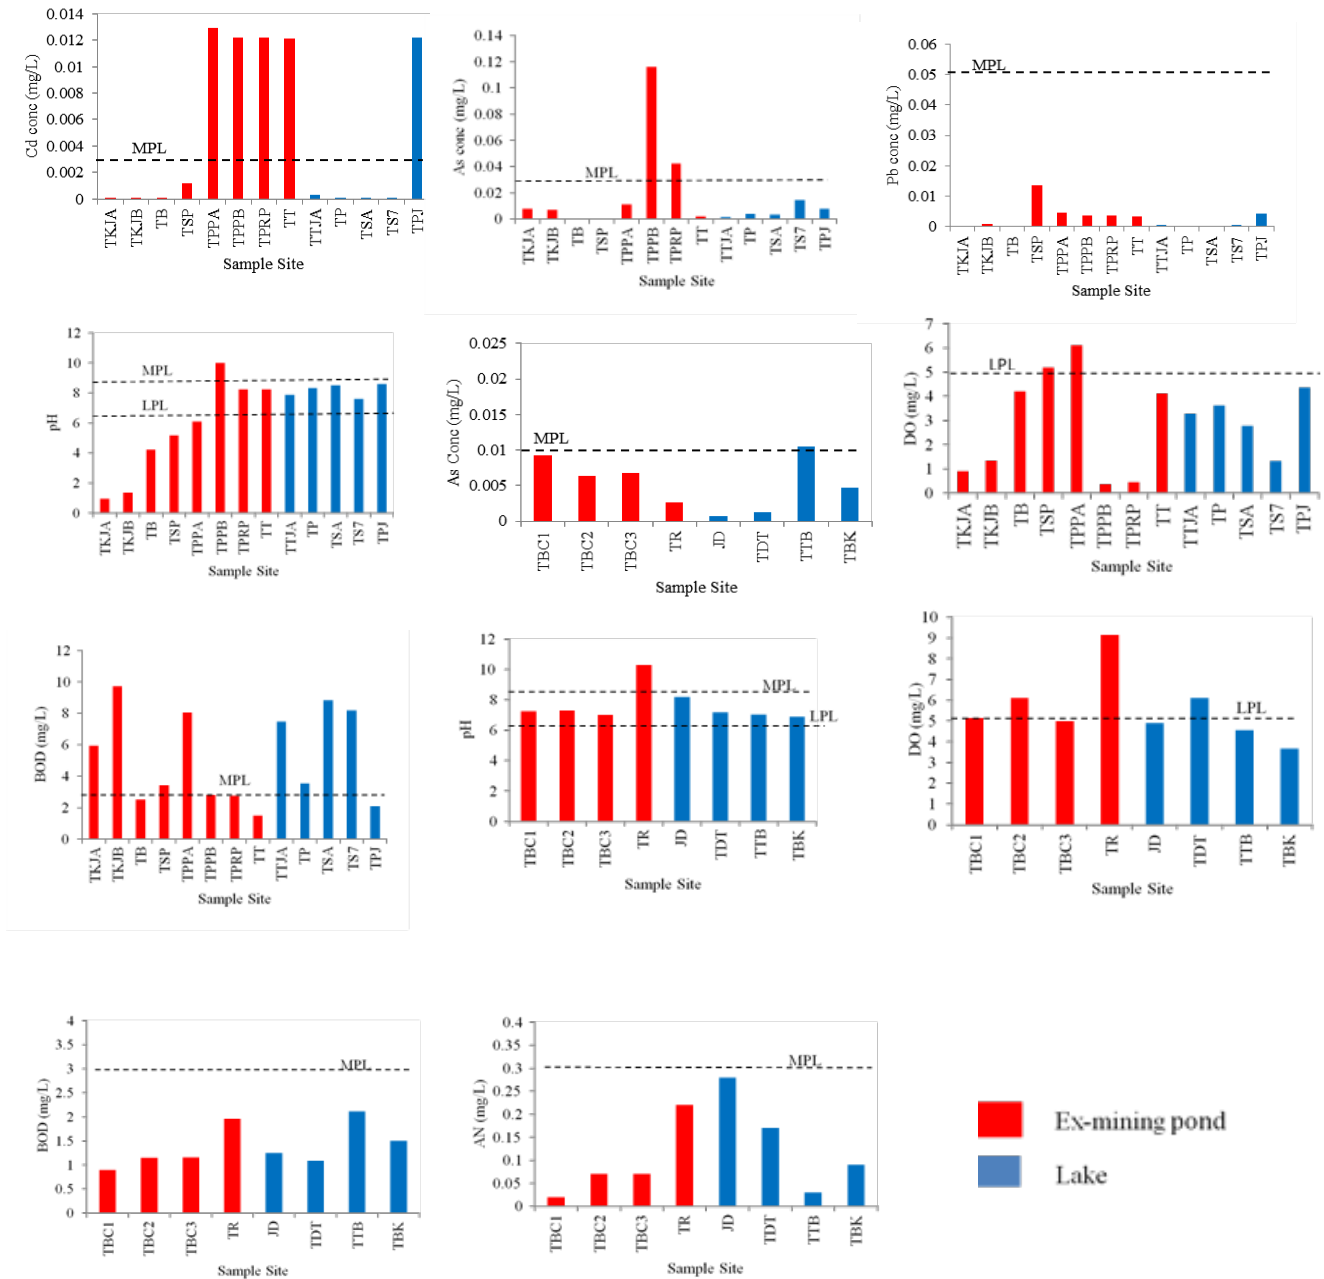 Cd conc (mg/L)
0.014
0.012
0.01
0.008
0.006
0.004
0.002
0
MPL
TKJA
TKJB
TB
TSP
TPPA
TPPB
TPRP
TT
TTJA
TP
TSA
TS7
TPJ
Sample Site
As conc (mg/L)
0.14
0.12
0.1
0.08
0.06
0.04
0.02
0
MPL
TKJA
TKJB
TB
TSP
TPPA
TPPB
TPRP
TT
TTJA
TP
TSA
TS7
TPJ
Sample Site
Pb conc (mg/L)
0.06
0.05
0.04
0.03
0.02
0.01
0
MPL
TKJA
TKJB
TB
TSP
TPPA
TPPB
TPRP
TT
TTJA
TP
TSA
TS7
TPJ
Sample Site
pH
12
10
8
6
4
2
0
MPL
LPL
TKJA
TKJB
TB
TSP
TPPA
TPPB
TPRP
TT
TTJA
TP
TSA
TS7
TPJ
Sample Site
As Conc (mg/L)
0.025
0.02
0.015
0.01
0.005
0
MPL
TBC1
TBC2
TBC3
TR
JD
TDT
TTB
TBK
Sample Site
DO (mg/L)
7
6
5
4
3
2
1
0
LPL
TKJA
TKJB
TB
TSP
TPPA
TPPB
TPRP
TT
TTJA
TP
TSA
TS7
TPJ
Sample Site
BOD (mg/L)
12
10
8
6
4
2
0
MPL
TKJA
TKJB
TB
TSP
TPPA
TPPB
TPRP
TT
TTJA
TP
TSA
TS7
TPJ
Sample Site
pH
12
10
8
6
4
2
0
MPL
LPL
TBC1
TBC2
TBC3
TR
JD
TDT
TTB
TBK
Sample Site
DO (mg/L)
10
9
8
7
6
5
4
3
2
1
0
LPL
TBC1
TBC2
TBC3
TR
JD
TDT
TTB
TBK
Sample Site
BOD (mg/L)
4
3.5
3
2.5
2
1.5
1
0.5
0
MPL
TBC1
TBC2
TBC3
TR
JD
TDT
TTB
TBK
Sample Site
AN (mg/L)
0.4
0.35
0.3
0.25
0.2
0.15
0.1
0.05
0
MPL
TBC1
TBC2
TBC3
TR
JD
TDT
TTB
TBK
Sample Site
Ex-mining pond
Lake